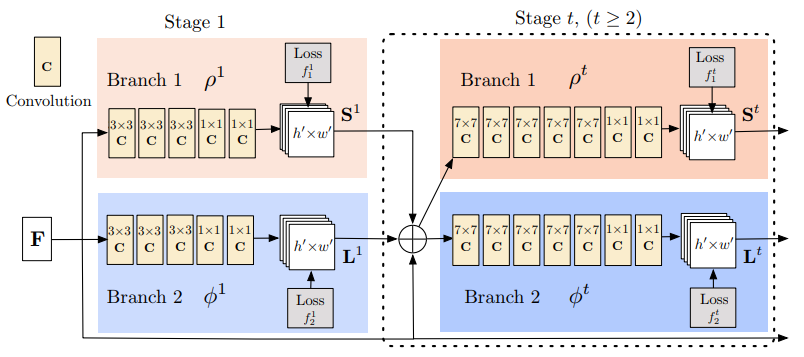 Stage 1
Stage t, (t ≥ 2)
C
Convolution
Branch 1 ρ¹
Loss
f₁¹
3×3 C 3×3 C 3×3 C 1×1 C 1×1 C
h′×w′
S¹
Branch 1 ρᵗ
Loss
f₁ᵗ
7×7 C 7×7 C 7×7 C 7×7 C 7×7 C 1×1 C 1×1 C
h′×w′
Sᵗ
F
3×3 C 3×3 C 3×3 C 1×1 C 1×1 C
h′×w′
L¹
Branch 2 ϕ¹
Loss
f₂¹
7×7 C 7×7 C 7×7 C 7×7 C 7×7 C 1×1 C 1×1 C
h′×w′
Lᵗ
Branch 2 ϕᵗ
Loss
f₂ᵗ